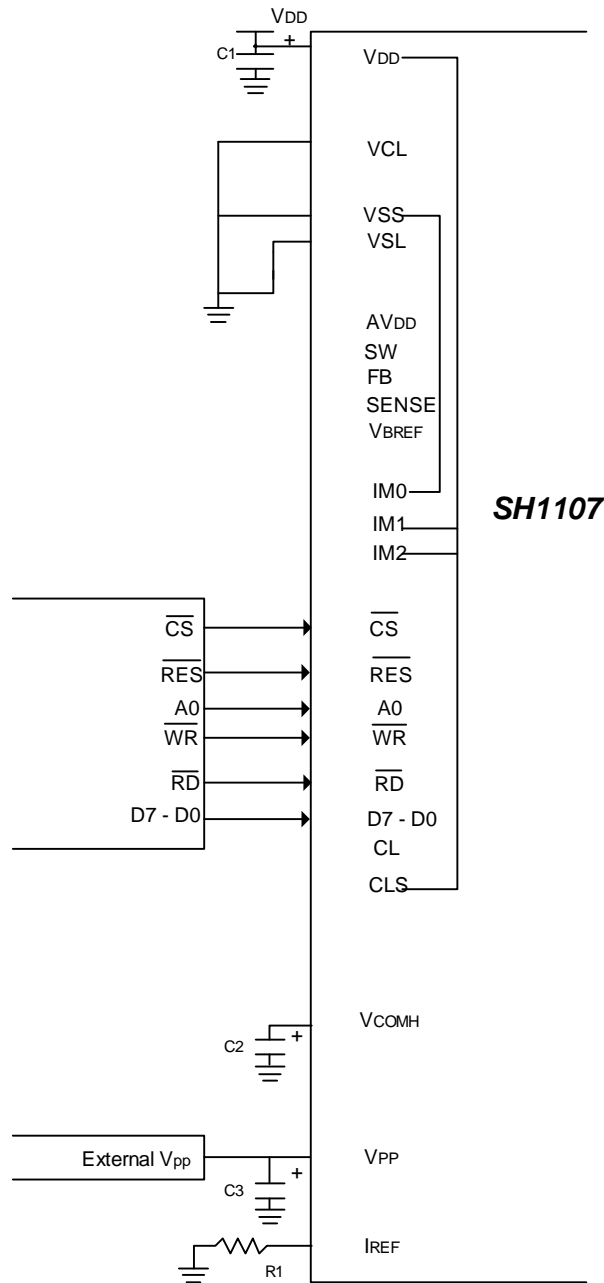 VDD
+
C1
VDD
VCL
VSS
VSL
AVDD
SW
FB
SENSE
VBREF
IM0
IM1
IM2
SH1107
CS CS
RES RES
A0 A0
WR WR
RD RD
D7 - D0 D7 - D0
CL
CLS
VCOMH
C2 +
External Vpp VPP
C3 +
IREF
R1